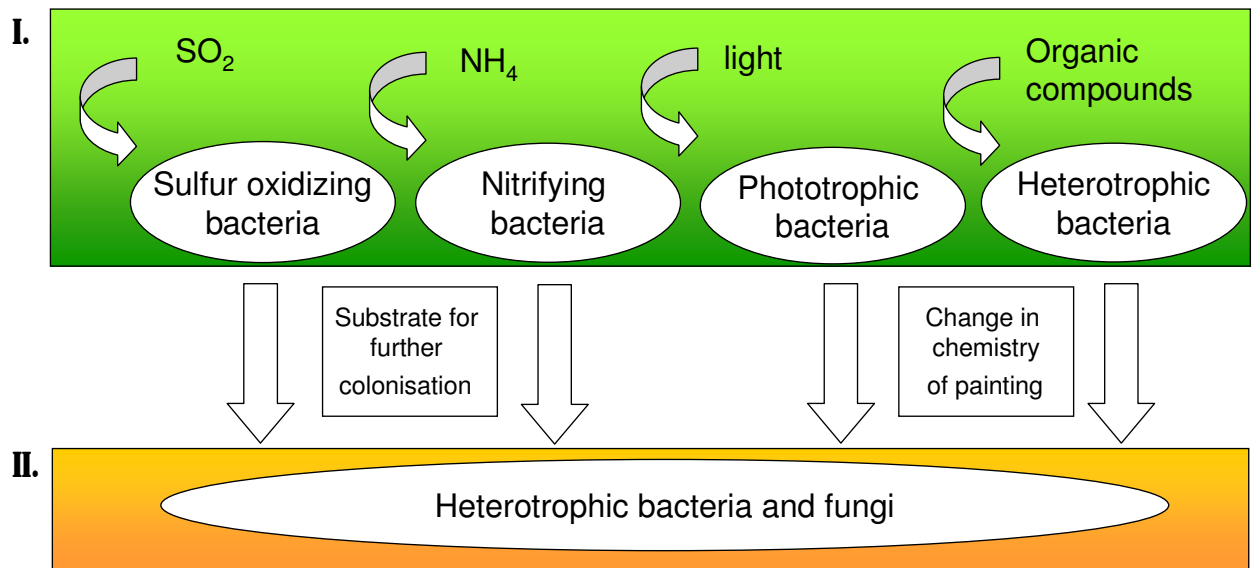 I.
SO₂
NH₄
light
Organic
compounds
Sulfur oxidizing
bacteria
Nitrifying
bacteria
Phototrophic
bacteria
Heterotrophic
bacteria
Substrate for
further
colonisation
Change in
chemistry
of painting
II.
Heterotrophic bacteria and fungi